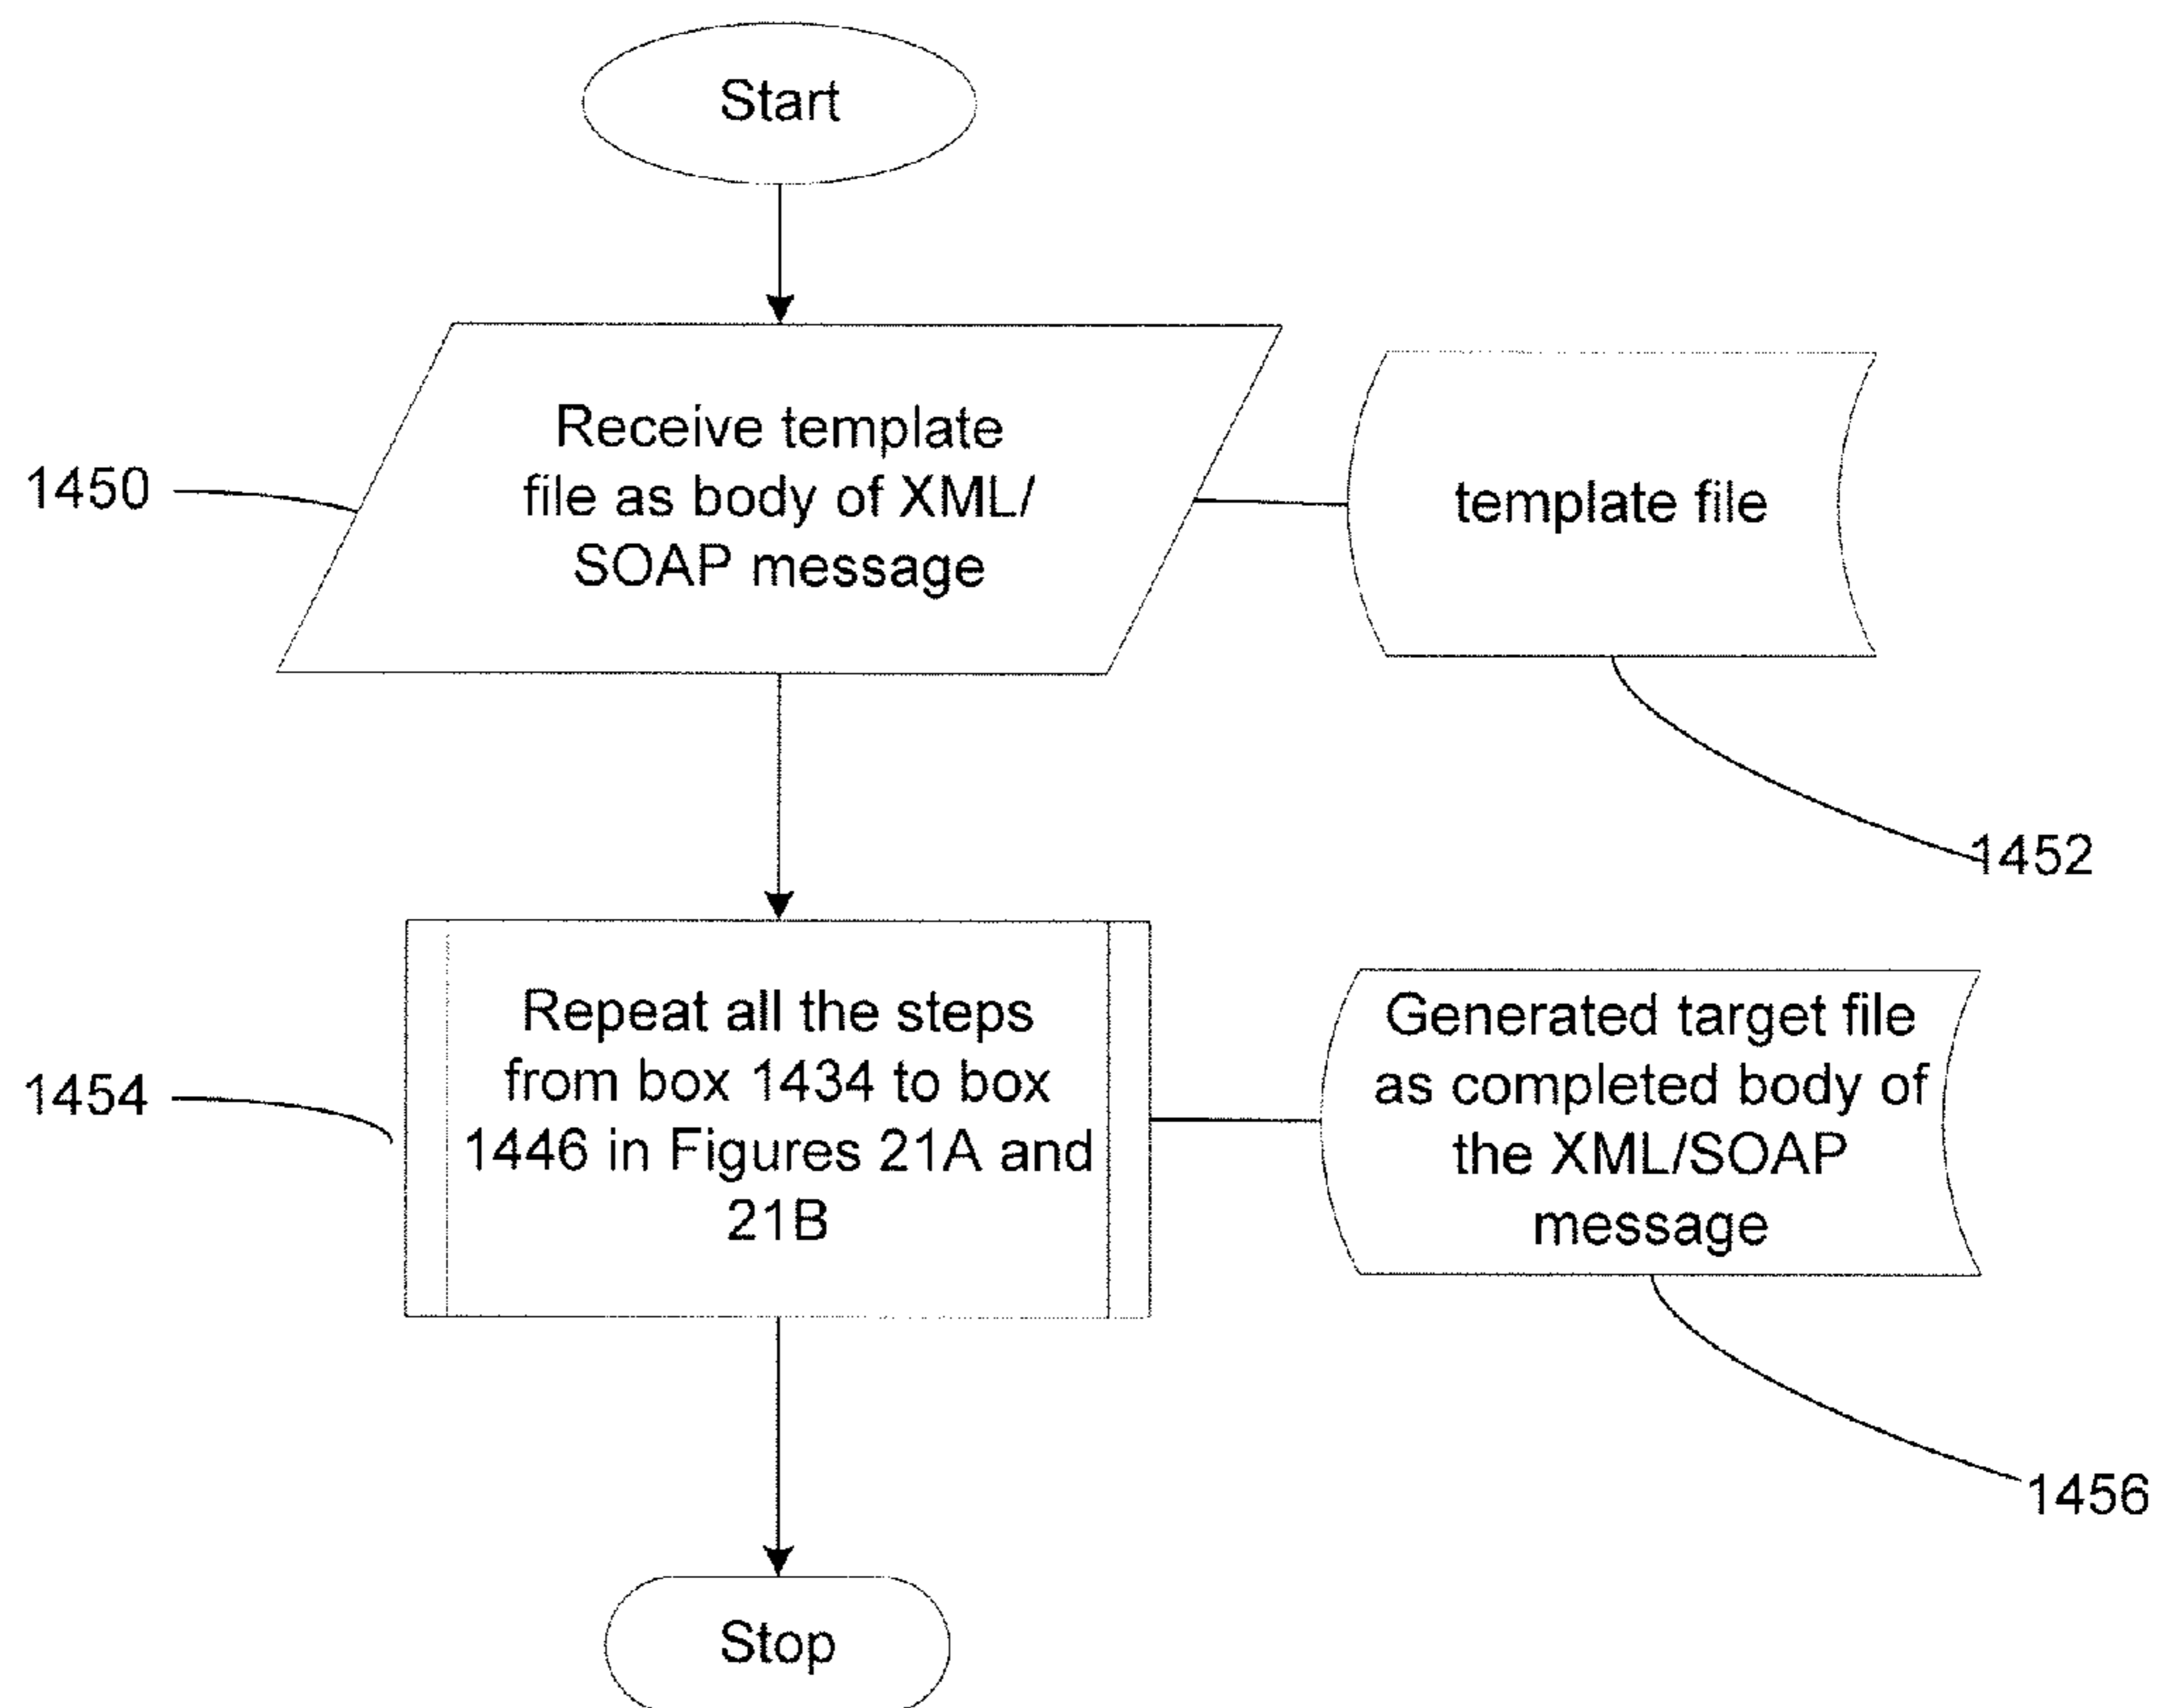 Start
Receive template
file as body of XML/
SOAP message
1450
template file
1452
Repeat all the steps
from box 1434 to box
1446 in Figures 21A and
21B
1454
Generated target file
as completed body of
the XML/SOAP
message
1456
Stop